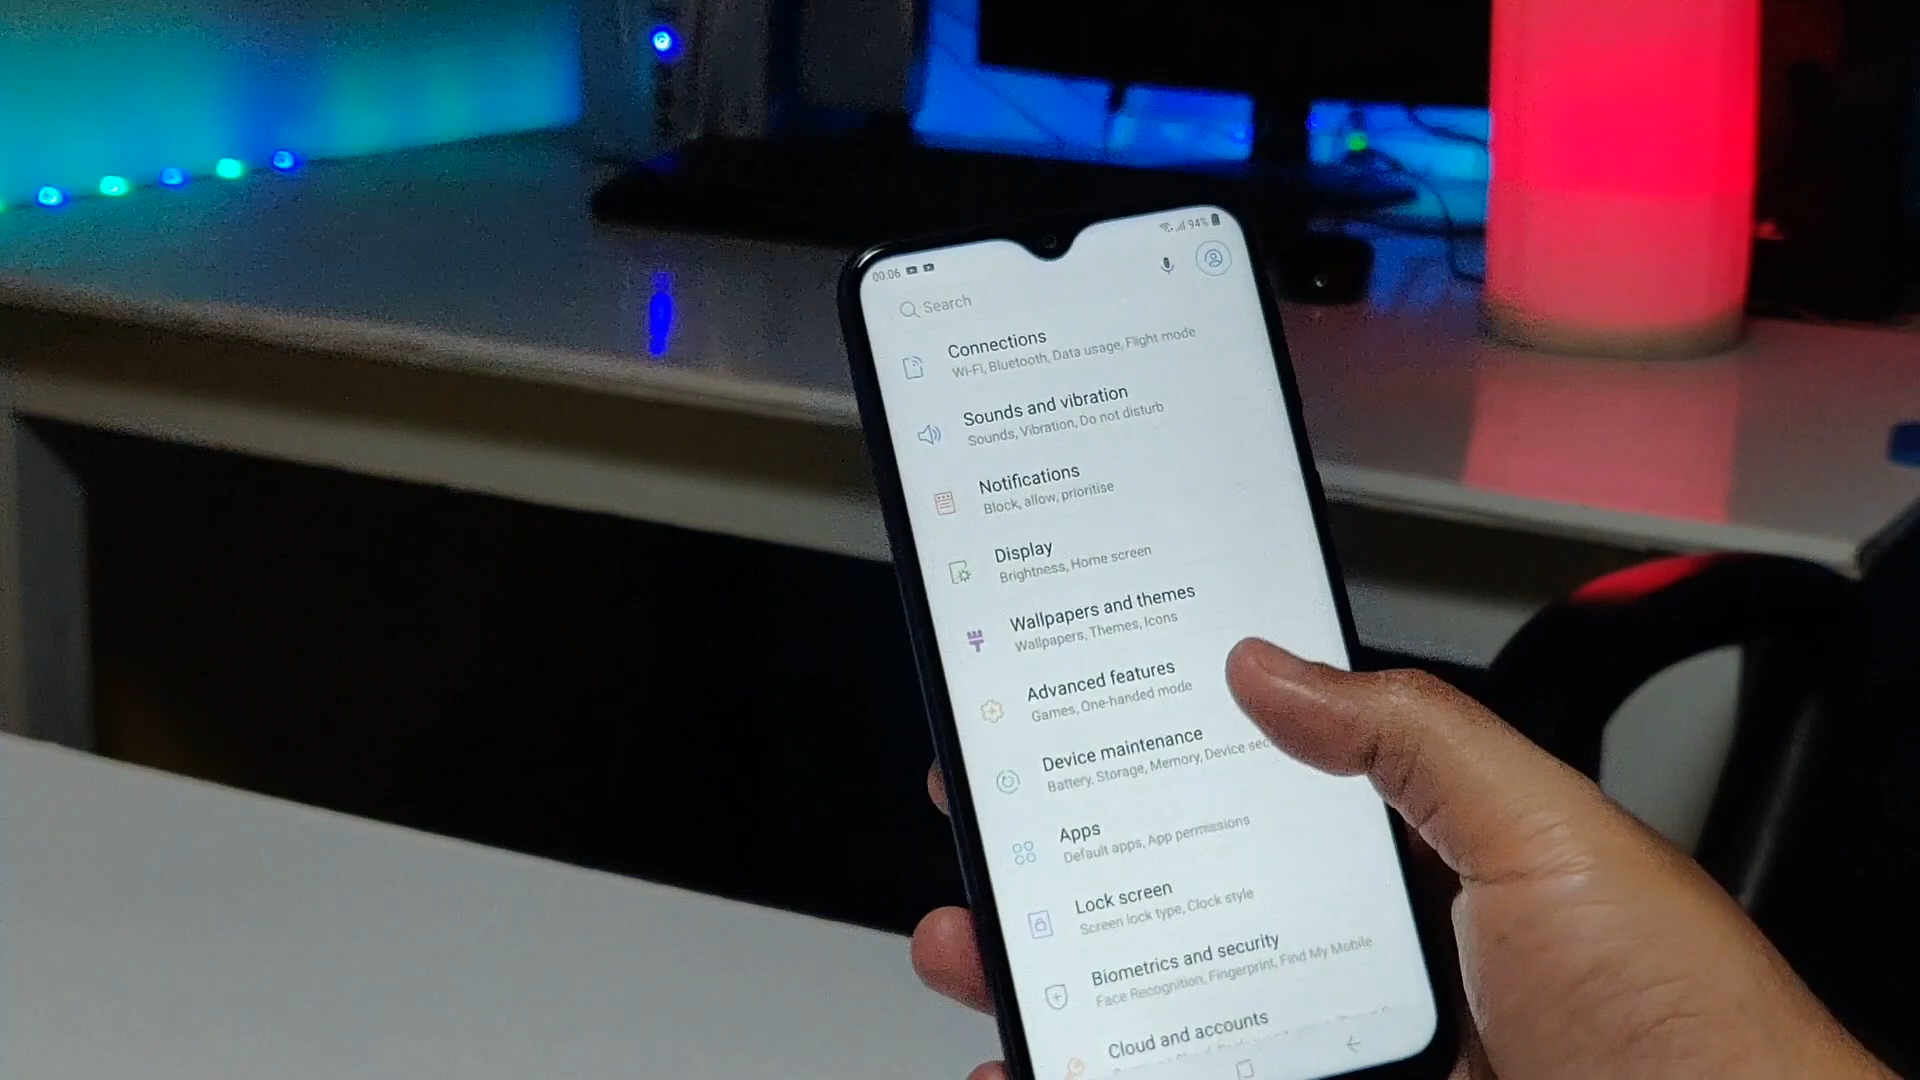 00:06 94%
Search
Connections
Wi-Fi, Bluetooth, Data usage, Flight mode
Sounds and vibration
Sounds, Vibration, Do not disturb
Notifications
Block, allow, prioritise
Display
Brightness, Home screen
Wallpapers and themes
Wallpapers, Themes, Icons
Advanced features
Games, One-handed mode
Device maintenance
Battery, Storage, Memory, Device
Apps
Default apps, App permissions
Lock screen
Screen lock type, Clock style
Biometrics and security
Face Recognition, Fingerprint, Find My Mobile
Cloud and accounts